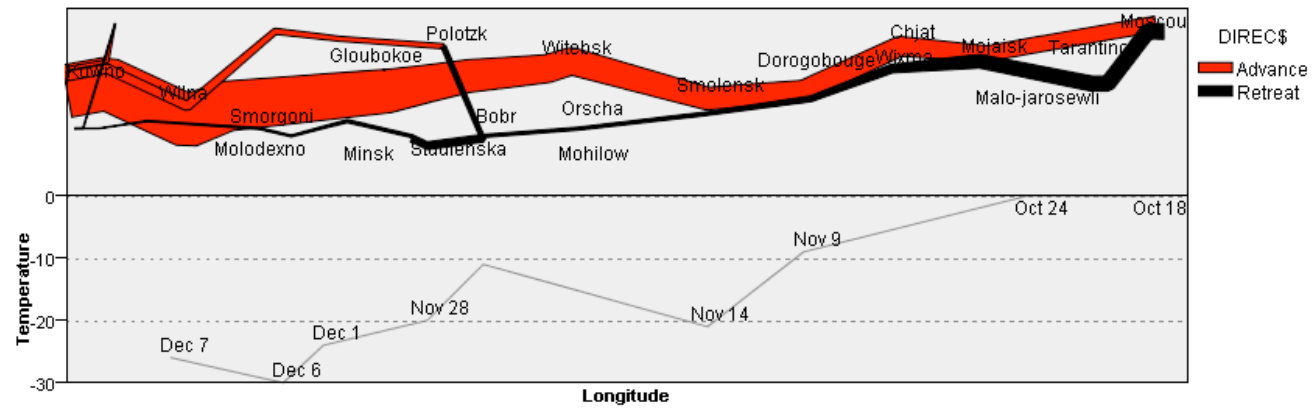 Moscou
Polotzk
Chjat
DIREC$
Gloubokoe
Witebsk
Mojaisk
Tarantino
Dorogobouge
Wixma
Kowno
Advance
Wilna
Smolensk
Retreat
Malo-jarosewli
Smorgoni
Bobr
Orscha
Molodexno
Minsk
Studienska
Mohilow
0
Oct 24
Oct 18
Nov 9
-10
Temperature
Nov 28
Nov 14
-20
Dec 1
Dec 7
Dec 6
-30
Longitude